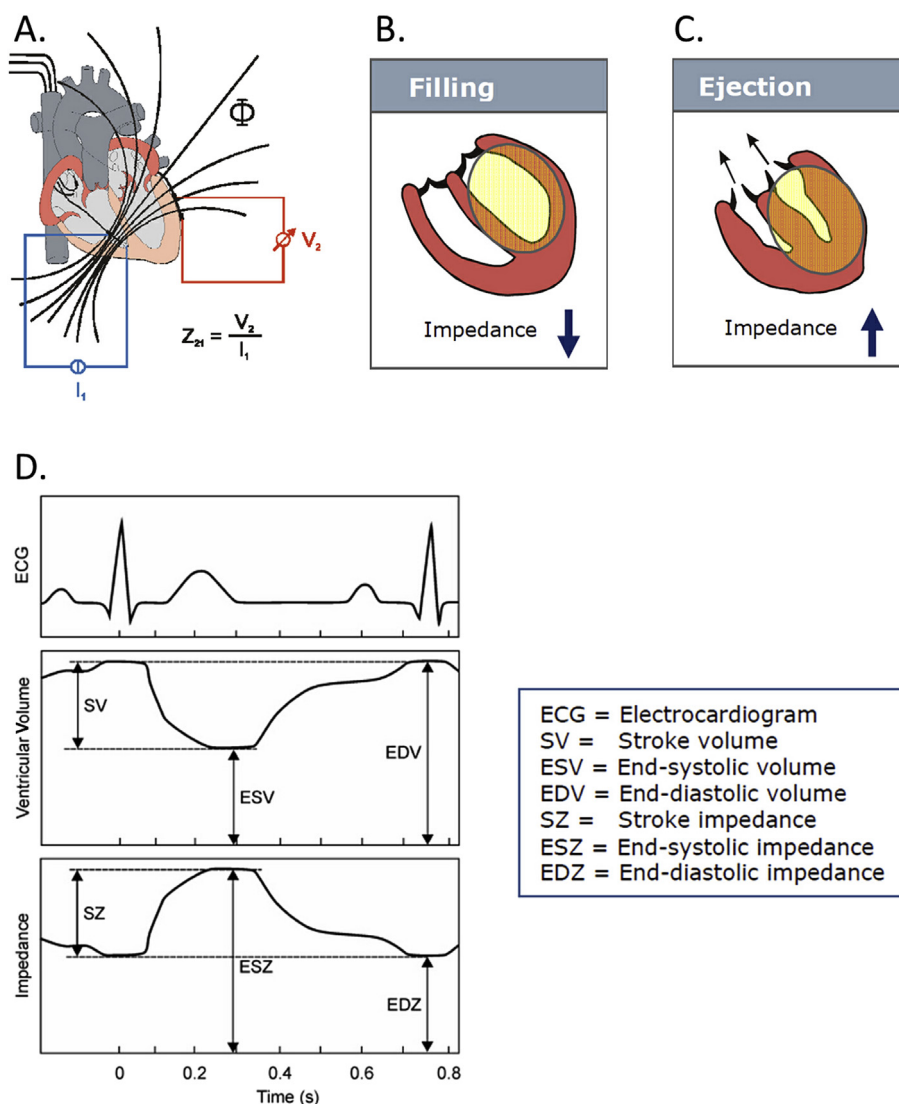 A.
B.
C.
Filling
Ejection
Φ
V₂
Z₂₁ = V₂ / I₁
I₁
Impedance
Impedance
D.
ECG
Ventricular Volume
SV
ESV
EDV
Impedance
SZ
ESZ
EDZ
0 0.2 0.4 0.6 0.8
Time (s)
ECG = Electrocardiogram
SV = Stroke volume
ESV = End-systolic volume
EDV = End-diastolic volume
SZ = Stroke impedance
ESZ = End-systolic impedance
EDZ = End-diastolic impedance